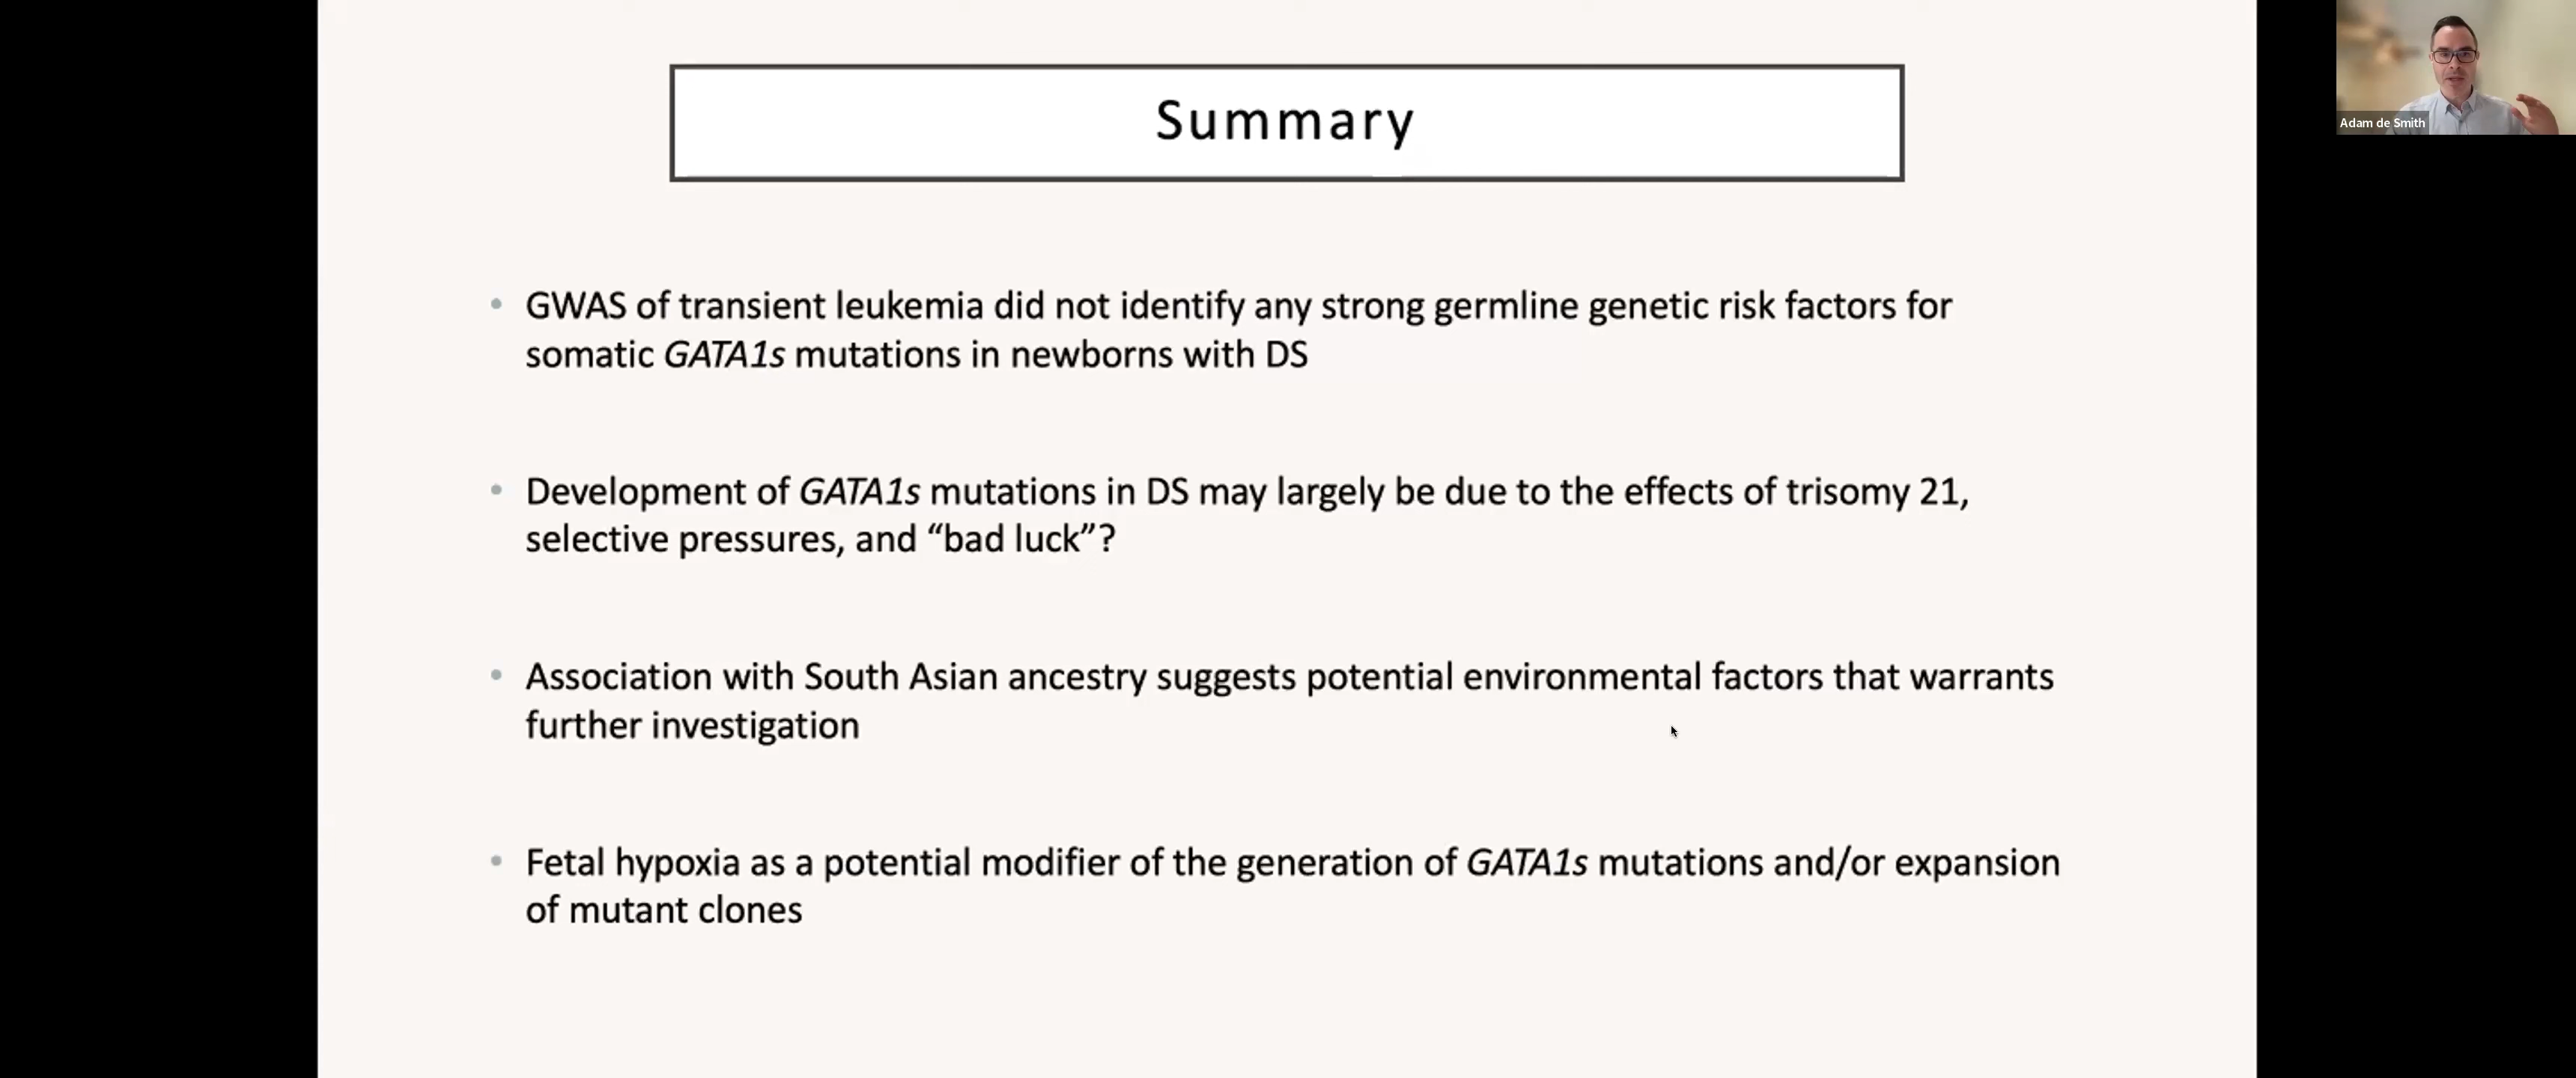 Summary
Adam de Smith
GWAS of transient leukemia did not identify any strong germline genetic risk factors for
somatic GATA1s mutations in newborns with DS
Development of GATA1s mutations in DS may largely be due to the effects of trisomy 21,
selective pressures, and “bad luck”?
Association with South Asian ancestry suggests potential environmental factors that warrants
further investigation
Fetal hypoxia as a potential modifier of the generation of GATA1s mutations and/or expansion
of mutant clones